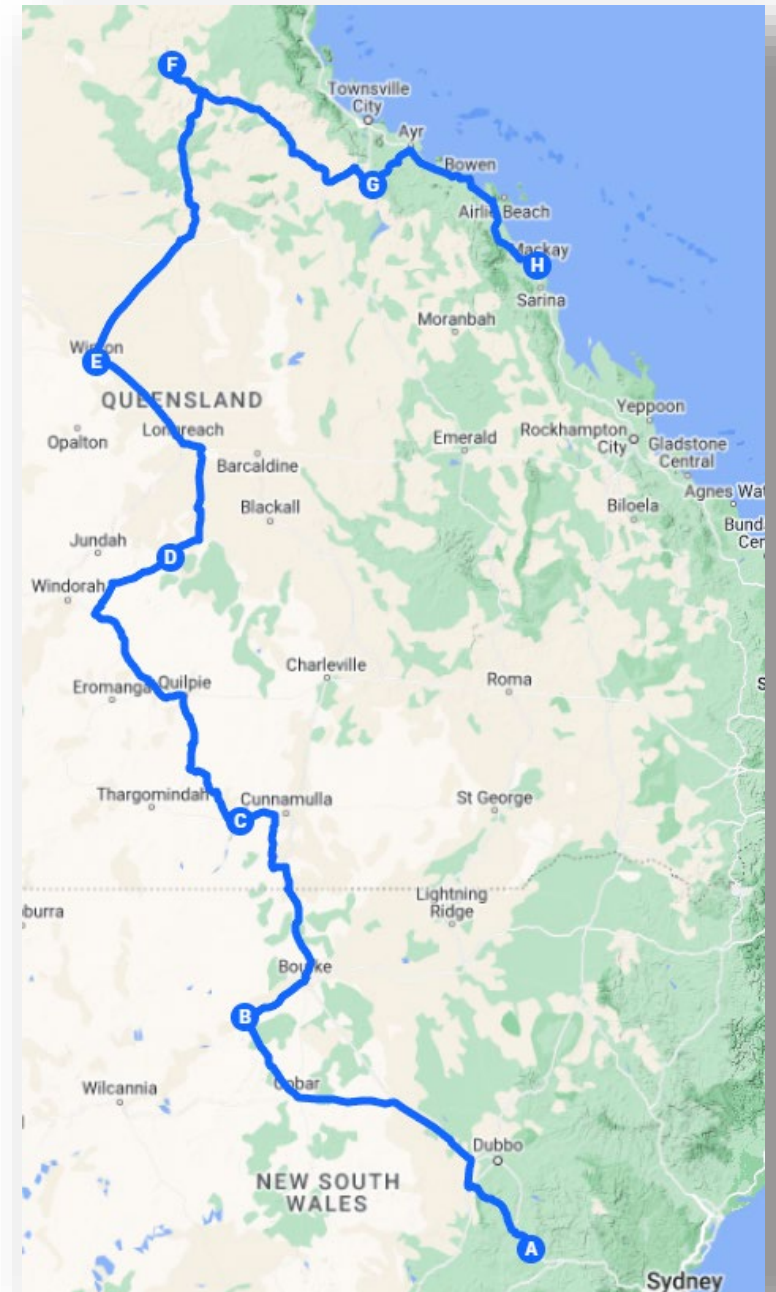 F
Townsville
City
Ayr
G
Bowen
Airlie Beach
Mackay
H
Sarina
Moranbah
Winton
E
QUEENSLAND
Yeppoon
Opalton
Longreach
Emerald
Rockhampton
City
Gladstone
Central
Barcaldine
Agnes Wat
Blackall
Biloela
Bund
Cen
Jundah
D
Windorah
Charleville
Roma
S
Eromanga
Quilpie
Thargomindah
Cunnamulla
St George
C
Lightning
Ridge
burra
Bourke
B
Cobar
Wilcannia
Dubbo
NEW SOUTH
WALES
A
Sydney